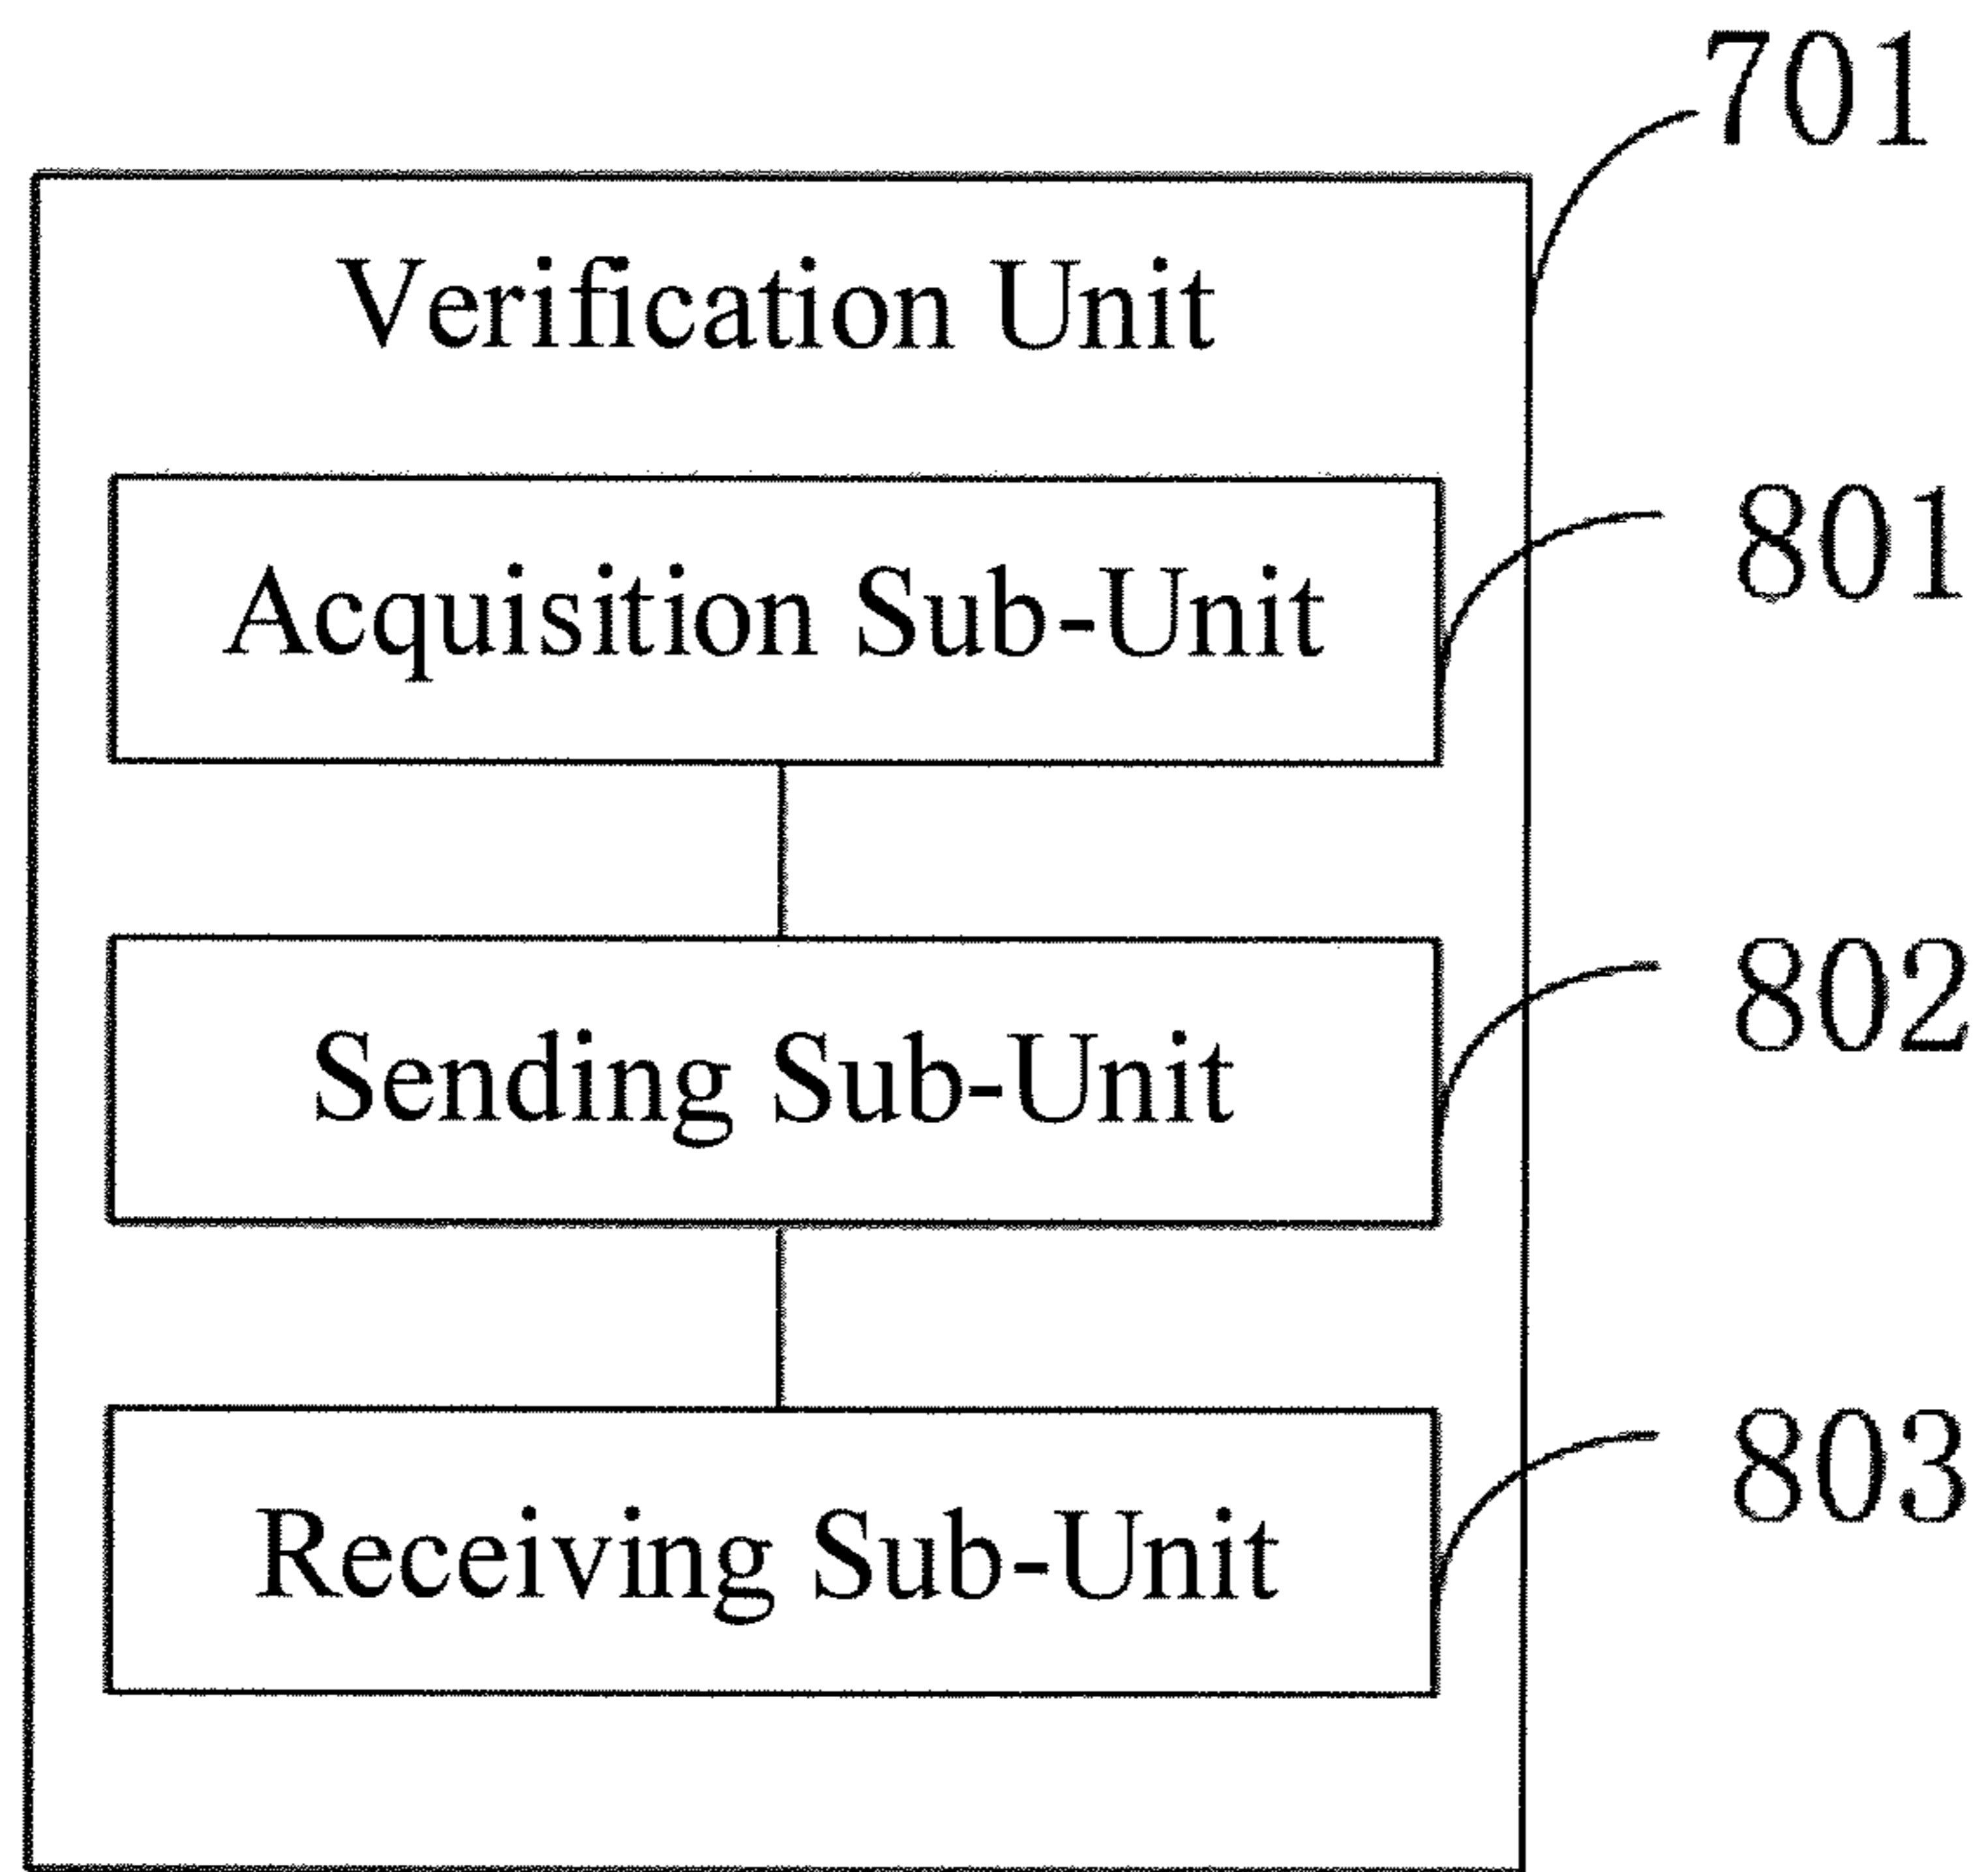 701
Verification Unit
801
Acquisition Sub-Unit
802
Sending Sub-Unit
803
Receiving Sub-Unit